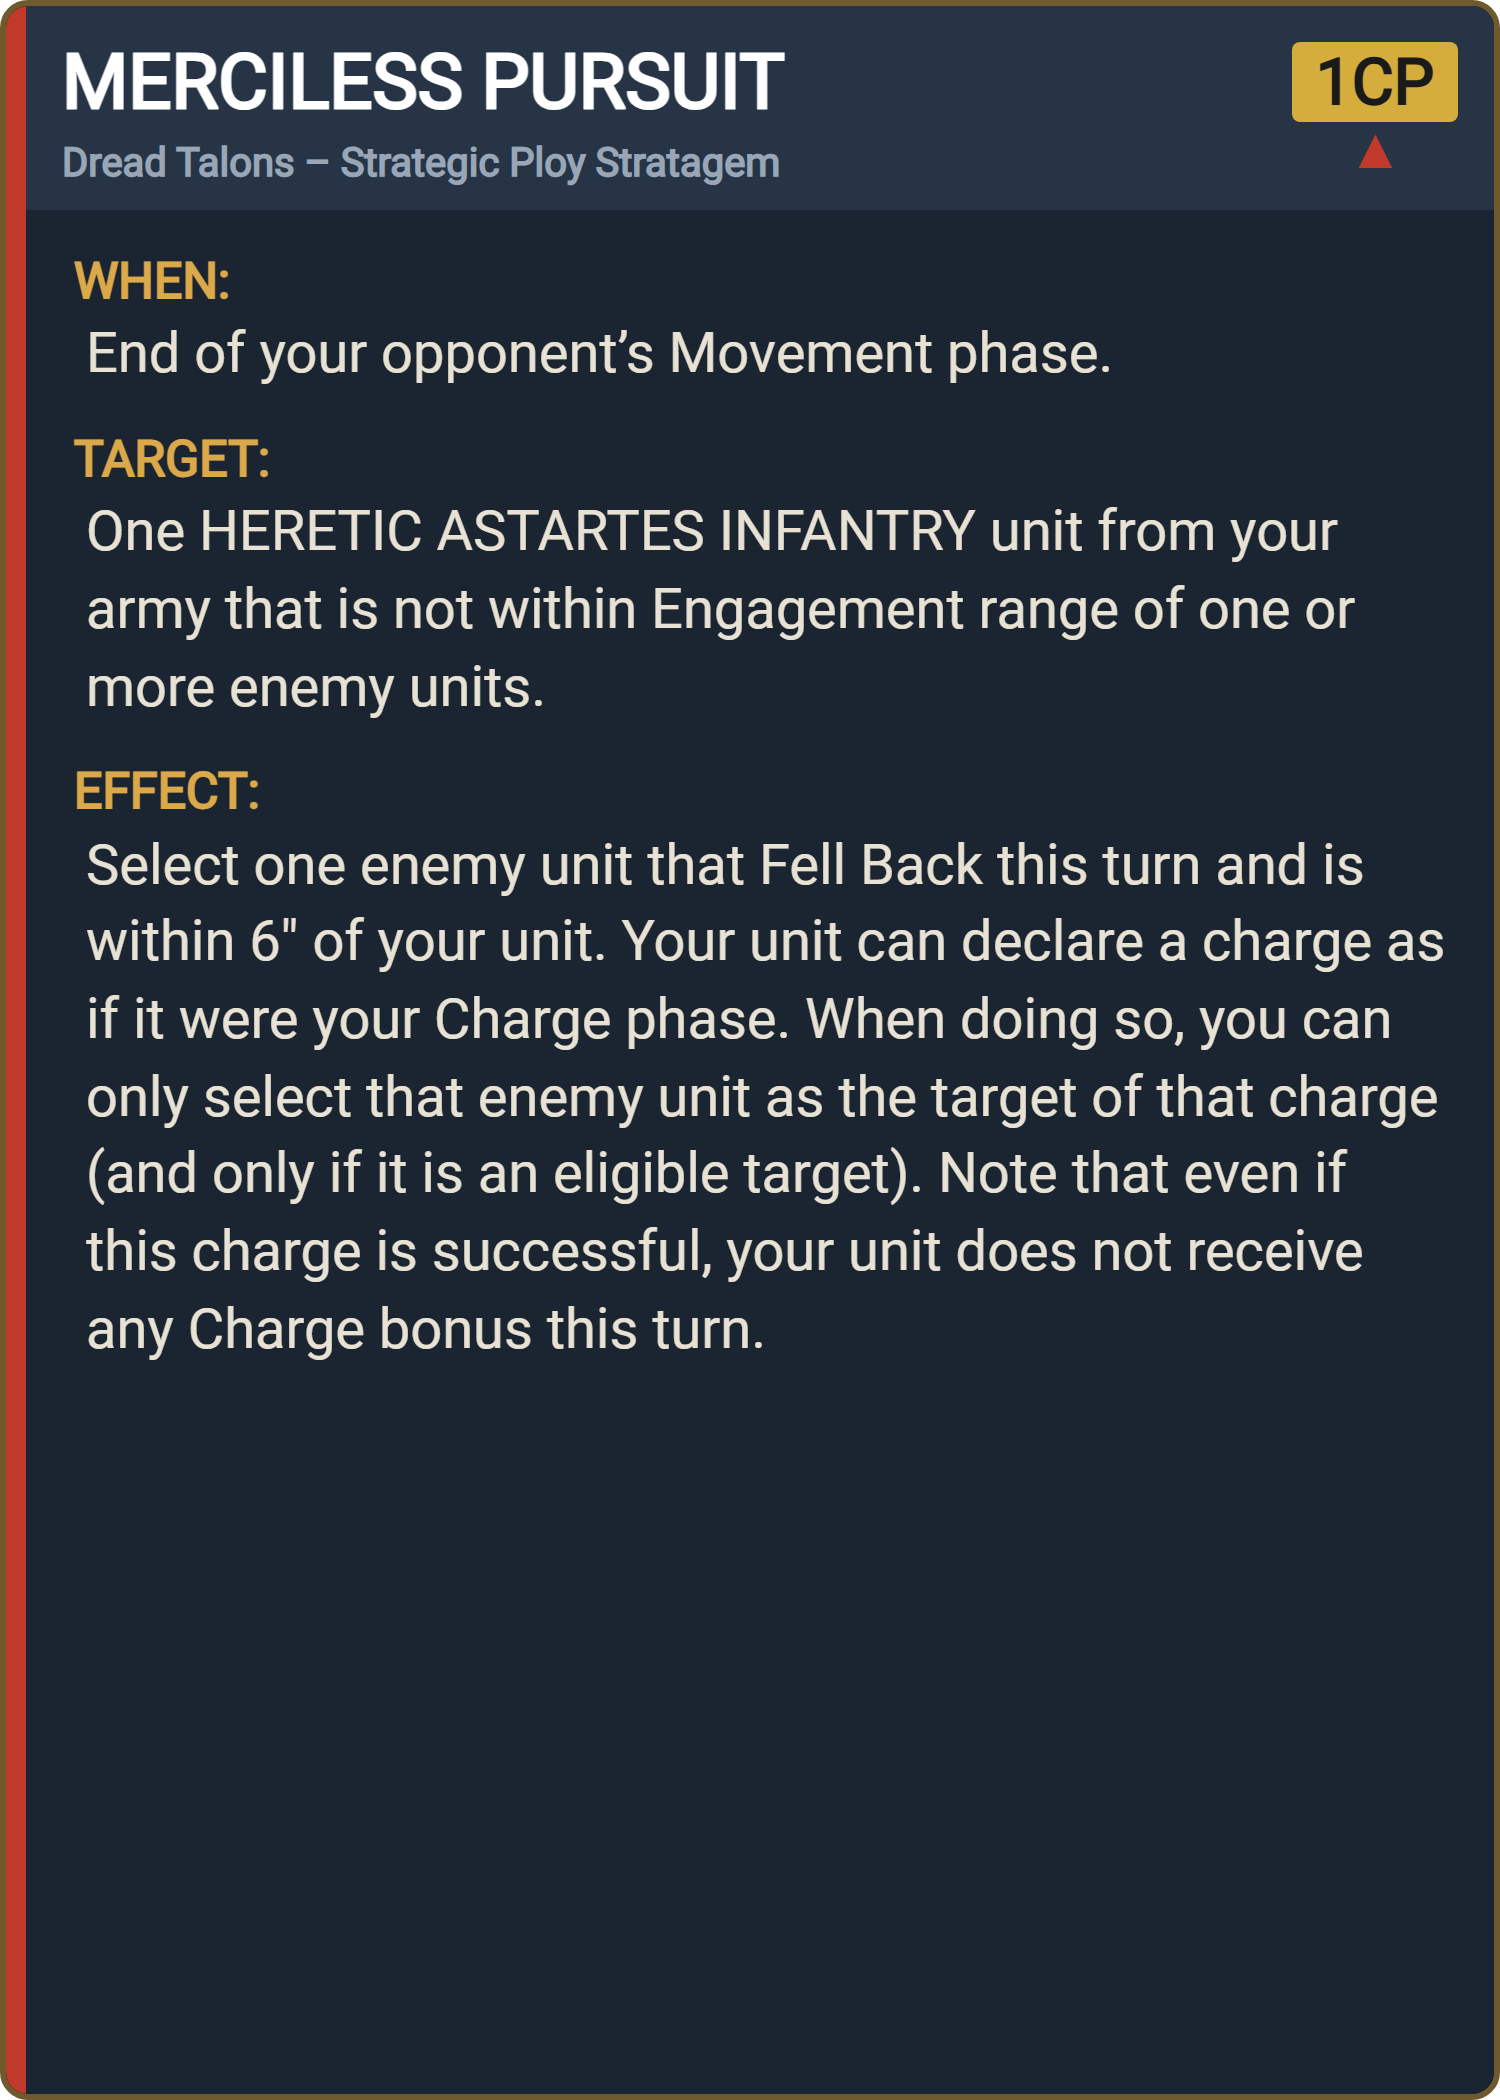 MERCILESS PURSUIT
1CP
Dread Talons – Strategic Ploy Stratagem
WHEN:
End of your opponent’s Movement phase.
TARGET:
One HERETIC ASTARTES INFANTRY unit from your
army that is not within Engagement range of one or
more enemy units.
EFFECT:
Select one enemy unit that Fell Back this turn and is
within 6" of your unit. Your unit can declare a charge as
if it were your Charge phase. When doing so, you can
only select that enemy unit as the target of that charge
(and only if it is an eligible target). Note that even if
this charge is successful, your unit does not receive
any Charge bonus this turn.